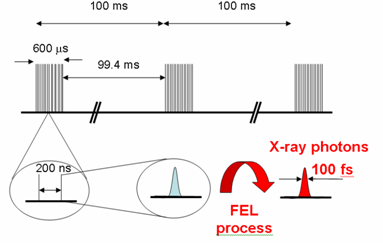 100 ms
100 ms
600 μs
99.4 ms
200 ns
X-ray photons
100 fs
FEL
process